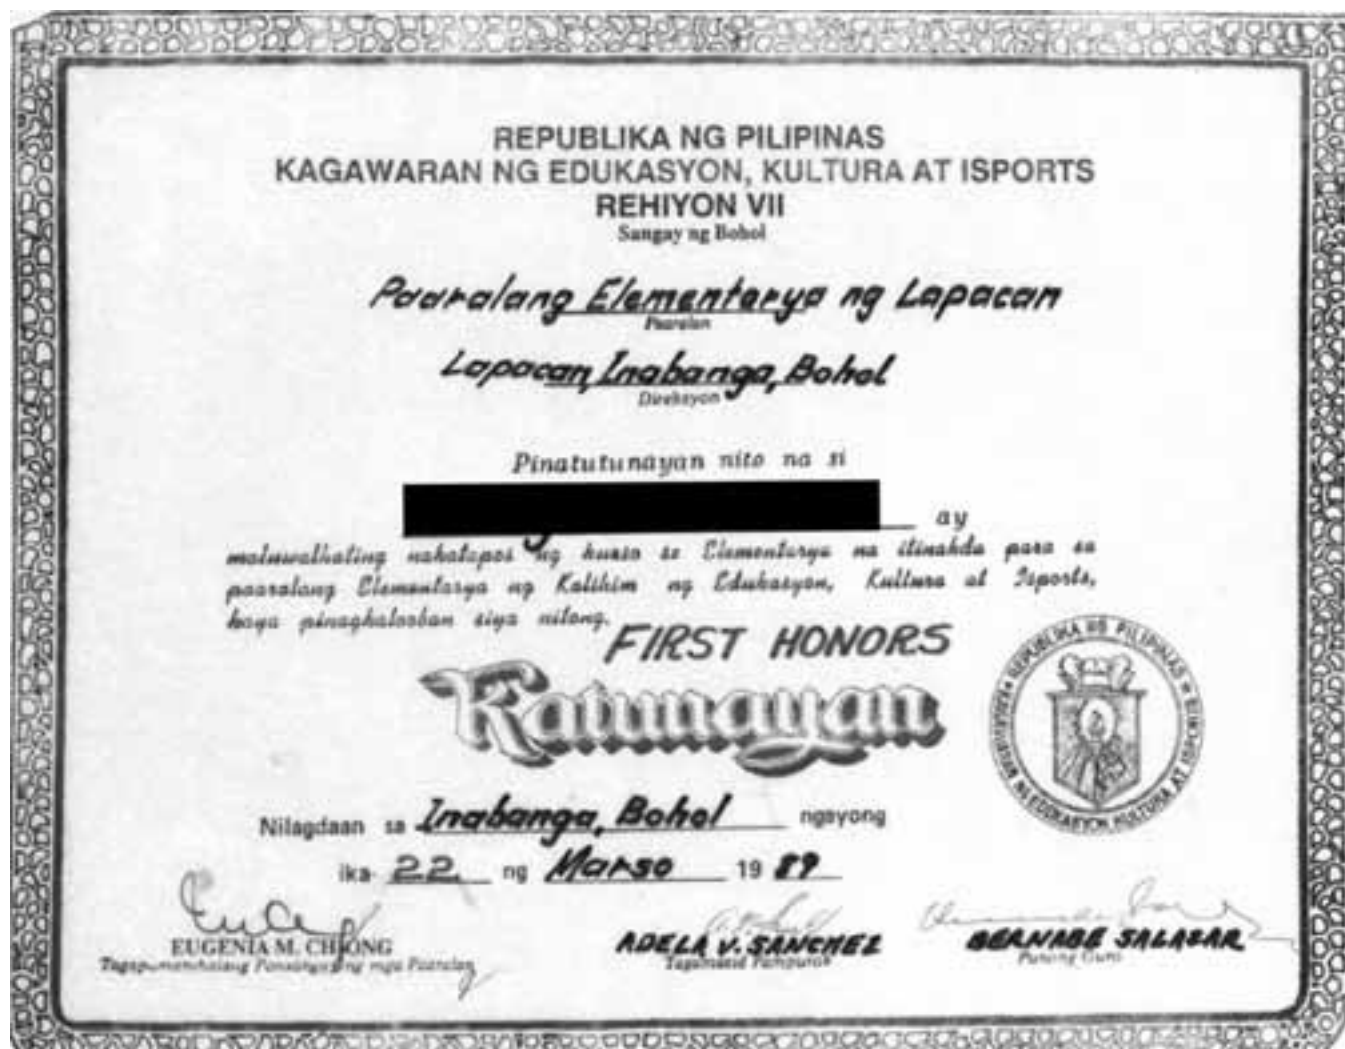 REPUBLIKA NG PILIPINAS
KAGAWARAN NG EDUKASYON, KULTURA AT ISPORTS
REHIYON VII
Sangay ng Bohol
Paaralang Elementarya ng Lapacan
Paaralan
Lapacan, Inabanga, Bohol
Direksyon
Pinatutunayan nito na si
ay
maluwalhating nakatapos ng kurso sa Elementarya na itinakda para sa
paaralang Elementarya ng Kalihim ng Edukasyon, Kultura at Isports,
kaya pinagkalooban siya nitong.
FIRST HONORS
Katunayan
REPUBLIKA NG PILIPINAS
KAGAWARAN NG EDUKASYON, KULTURA AT ISPORTS
Nilagdaan sa Inabanga, Bohol ngayong
ika 22 ng Marso 19 89
EUGENIA M. CHIONG
Tagapamanihalang Pansangay ng mga Paaralan
ADELA V. SANCHEZ
Tagamasid Pampurok
BERNABE SALAZAR
Punong Guro